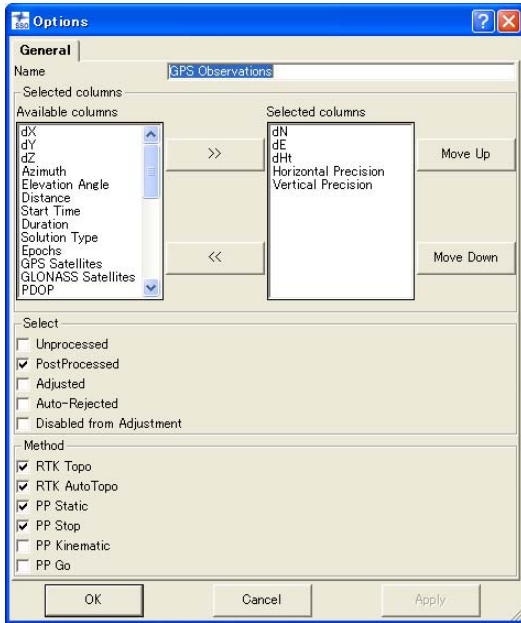 SSO Options
General
Name GPS Observations
Selected columns
Available columns Selected columns
dX
dY
dZ
Azimuth
Elevation Angle
Distance
Start Time
Duration
Solution Type
Epochs
GPS Satellites
GLONASS Satellites
PDOP
>>
<<
dN
dE
dHt
Horizontal Precision
Vertical Precision
Move Up
Move Down
Select
Unprocessed
PostProcessed
Adjusted
Auto-Rejected
Disabled from Adjustment
Method
RTK Topo
RTK AutoTopo
PP Static
PP Stop
PP Kinematic
PP Go
OK Cancel Apply